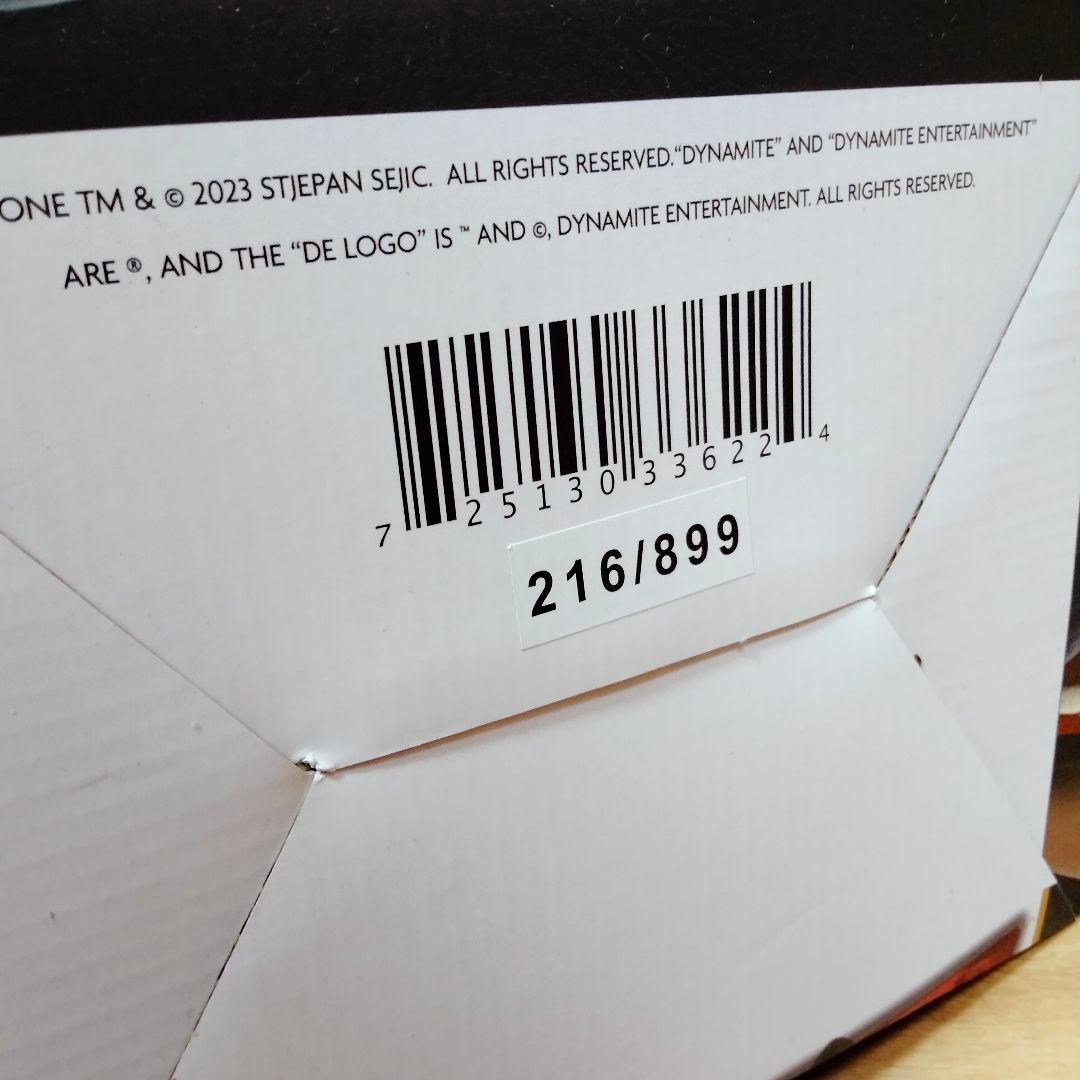 ONE TM & © 2023 STJEPAN SEJIC. ALL RIGHTS RESERVED.“DYNAMITE” AND “DYNAMITE ENTERTAINMENT”
ARE ®, AND THE “DE LOGO” IS ™ AND ©, DYNAMITE ENTERTAINMENT. ALL RIGHTS RESERVED.
7 25130 33622 4
216/899